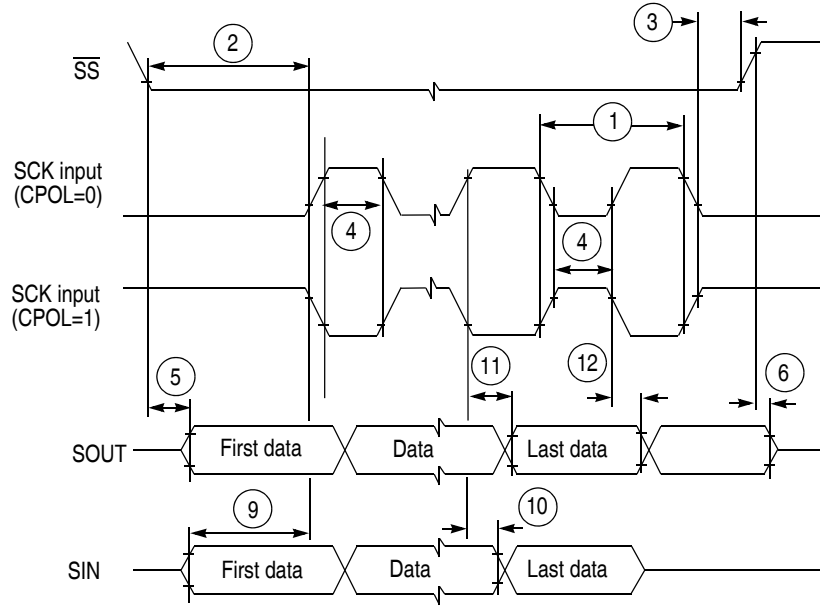 2
3
SS
1
SCK input
(CPOL=0)
4
4
SCK input
(CPOL=1)
11
12
5
6
SOUT
First data
Data
Last data
9
10
SIN
First data
Data
Last data